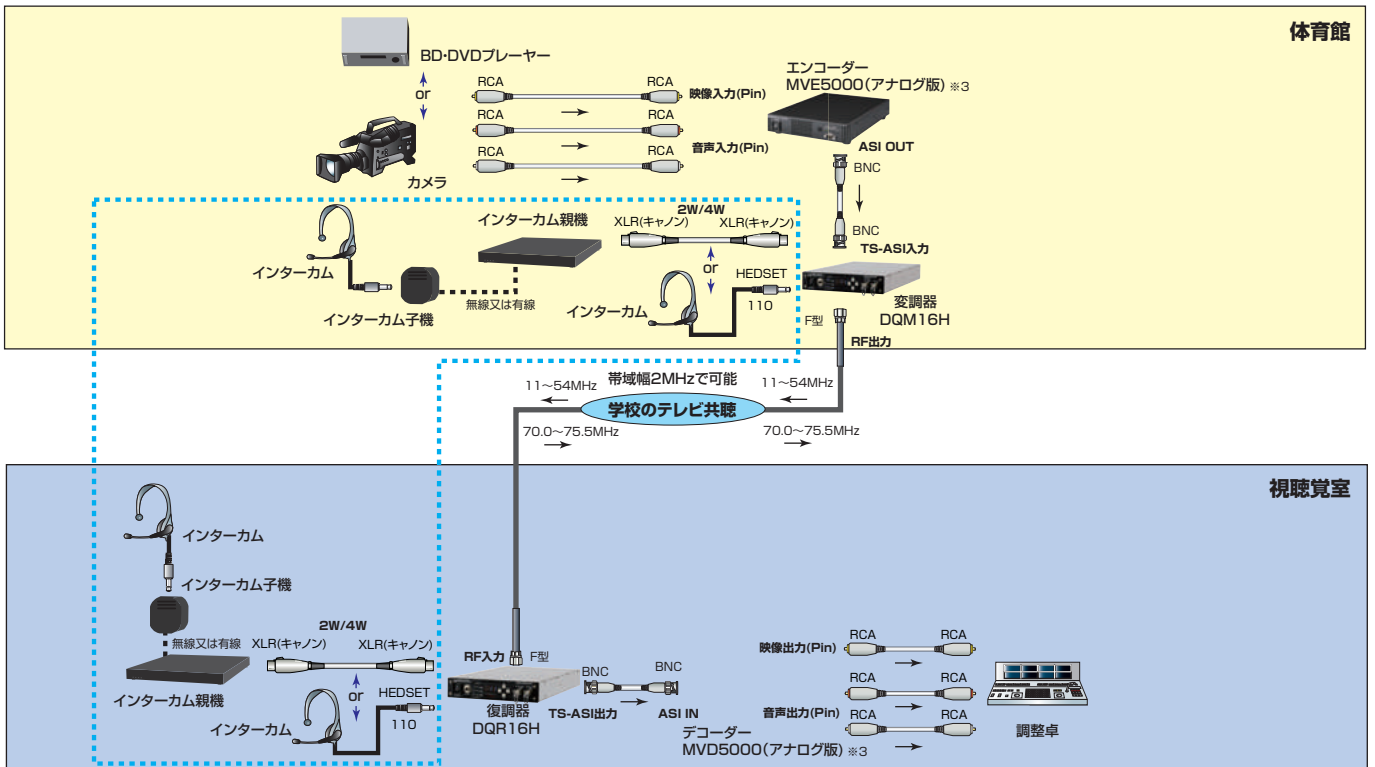 体育館
BD・DVDプレーヤー
or
カメラ
RCA
RCA
映像入力(Pin)
RCA
RCA
音声入力(Pin)
RCA
RCA
エンコーダー
MVE5000(アナログ版) ※3
ASI OUT
BNC
BNC
TS-ASI入力
変調器
DQM16H
F型
RF出力
インターカム
インターカム子機
無線又は有線
インターカム親機
2W/4W
XLR(キャノン)
XLR(キャノン)
or
HEDSET
110
インターカム
11～54MHz
帯域幅2MHzで可能
11～54MHz
学校のテレビ共聴
70.0～75.5MHz
70.0～75.5MHz
視聴覚室
インターカム
インターカム子機
無線又は有線
インターカム親機
2W/4W
XLR(キャノン)
XLR(キャノン)
or
HEDSET
110
インターカム
RF入力
F型
復調器
DQR16H
BNC
BNC
TS-ASI出力
ASI IN
デコーダー
MVD5000(アナログ版) ※3
映像出力(Pin)
RCA
RCA
RCA
RCA
音声出力(Pin)
RCA
RCA
調整卓